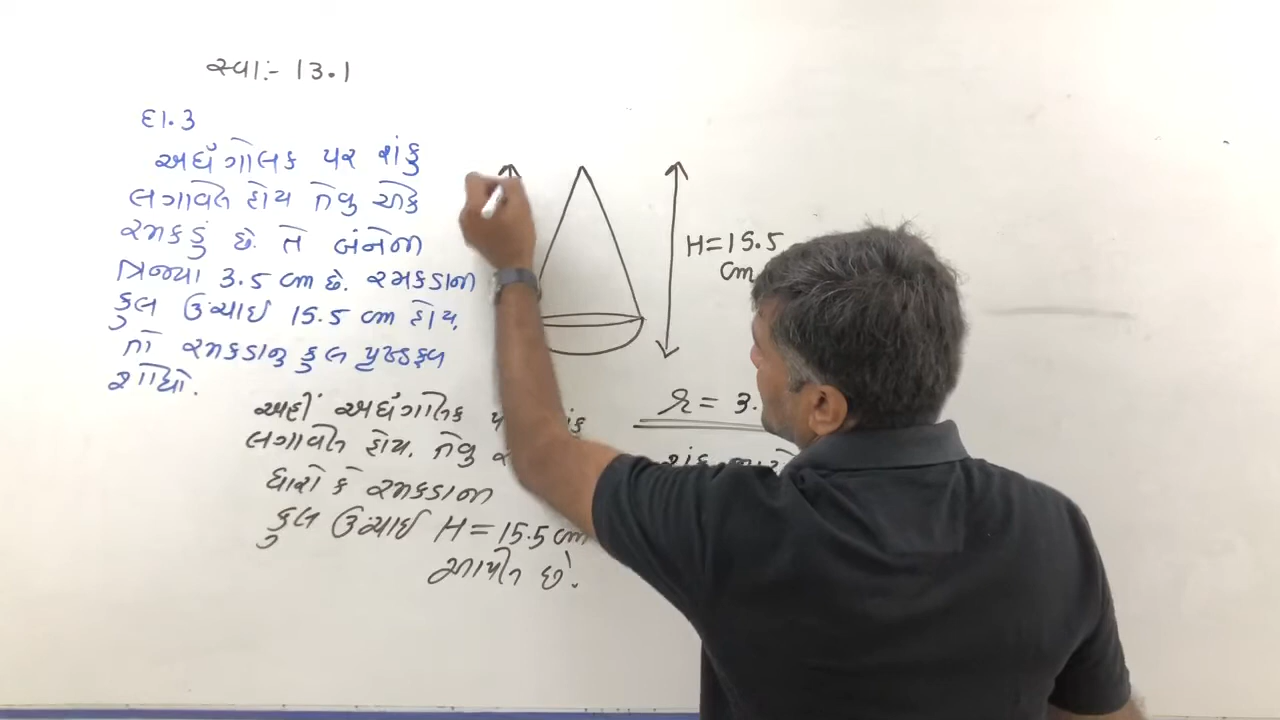 સ્વા:- 13.1
દા. 3
અર્ધગોલક પર શંકુ
લગાવેલ હોય તેવુ એક
રમકડું છે. તે બંનેના
ત્રિજ્યા 3.5 cm છે. રમકડાના
કુલ ઉંચાઈ 15.5 cm હોય,
તો રમકડાનુ કુલ પૃષ્ઠફળ
શોધો.
H = 15.5
cm
r = 3.
અહીં અર્ધગોલક
લગાવેલ હોય, તેવુ
ધારો કે રમકડાના
કુલ ઉંચાઈ H = 15.5 cm
આપેલ છે.